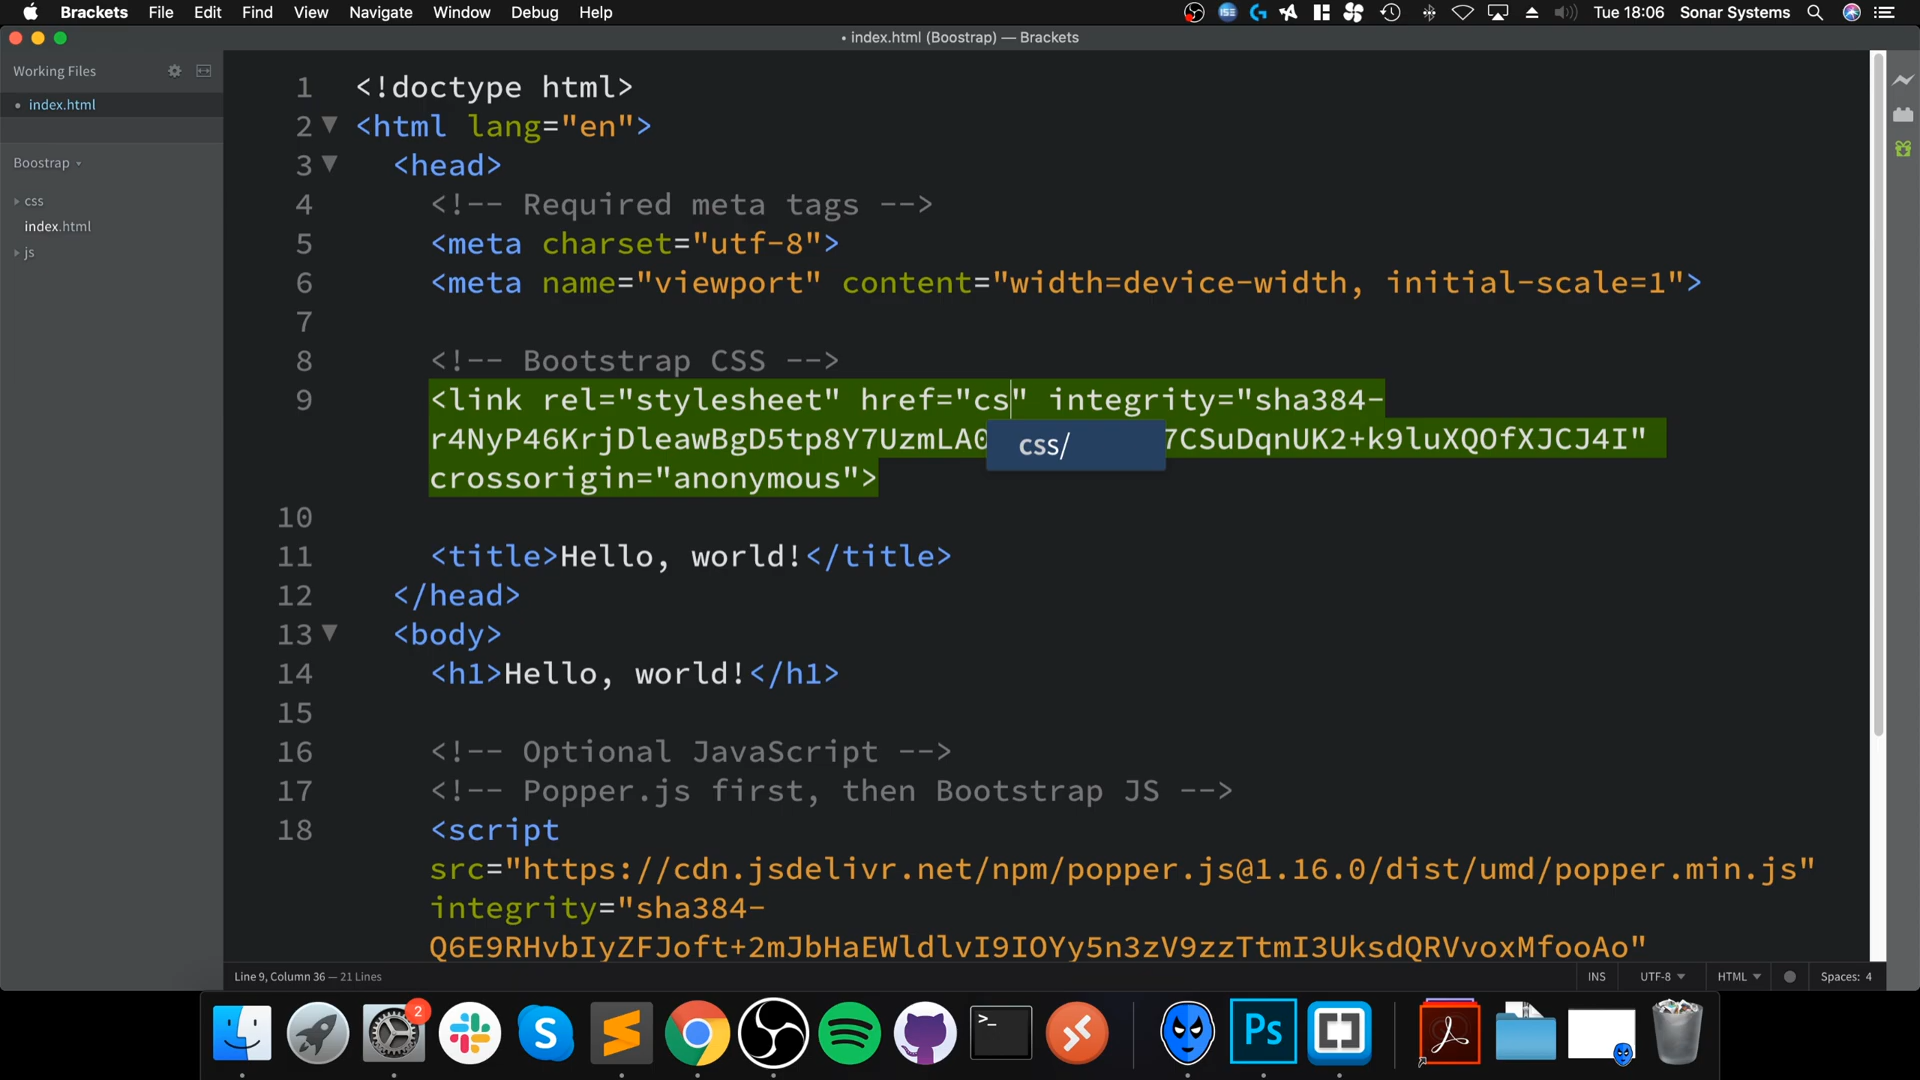 Brackets File Edit Find View Navigate Window Debug Help Tue 18:06 Sonar Systems
• index.html (Boostrap) — Brackets
Working Files
• index.html
Boostrap
css
index.html
js
1 <!doctype html>
2 <html lang="en">
3 <head>
4 <!-- Required meta tags -->
5 <meta charset="utf-8">
6 <meta name="viewport" content="width=device-width, initial-scale=1">
7
8 <!-- Bootstrap CSS -->
9 <link rel="stylesheet" href="cs" integrity="sha384-
r4NyP46KrjDleawBgD5tp8Y7UzmLA0 7CSuDqnUK2+k9luXQOfXJCJ4I"
css/
crossorigin="anonymous">
10
11 <title>Hello, world!</title>
12 </head>
13 <body>
14 <h1>Hello, world!</h1>
15
16 <!-- Optional JavaScript -->
17 <!-- Popper.js first, then Bootstrap JS -->
18 <script
src="https://cdn.jsdelivr.net/npm/popper.js@1.16.0/dist/umd/popper.min.js"
integrity="sha384-
Q6E9RHvbIyZFJoft+2mJbHaEWldlvI9IOYy5n3zV9zzTtmI3UksdQRVvoxMfooAo"
Line 9, Column 36 — 21 Lines
INS UTF-8 HTML Spaces: 4
2
S
>_
Ps